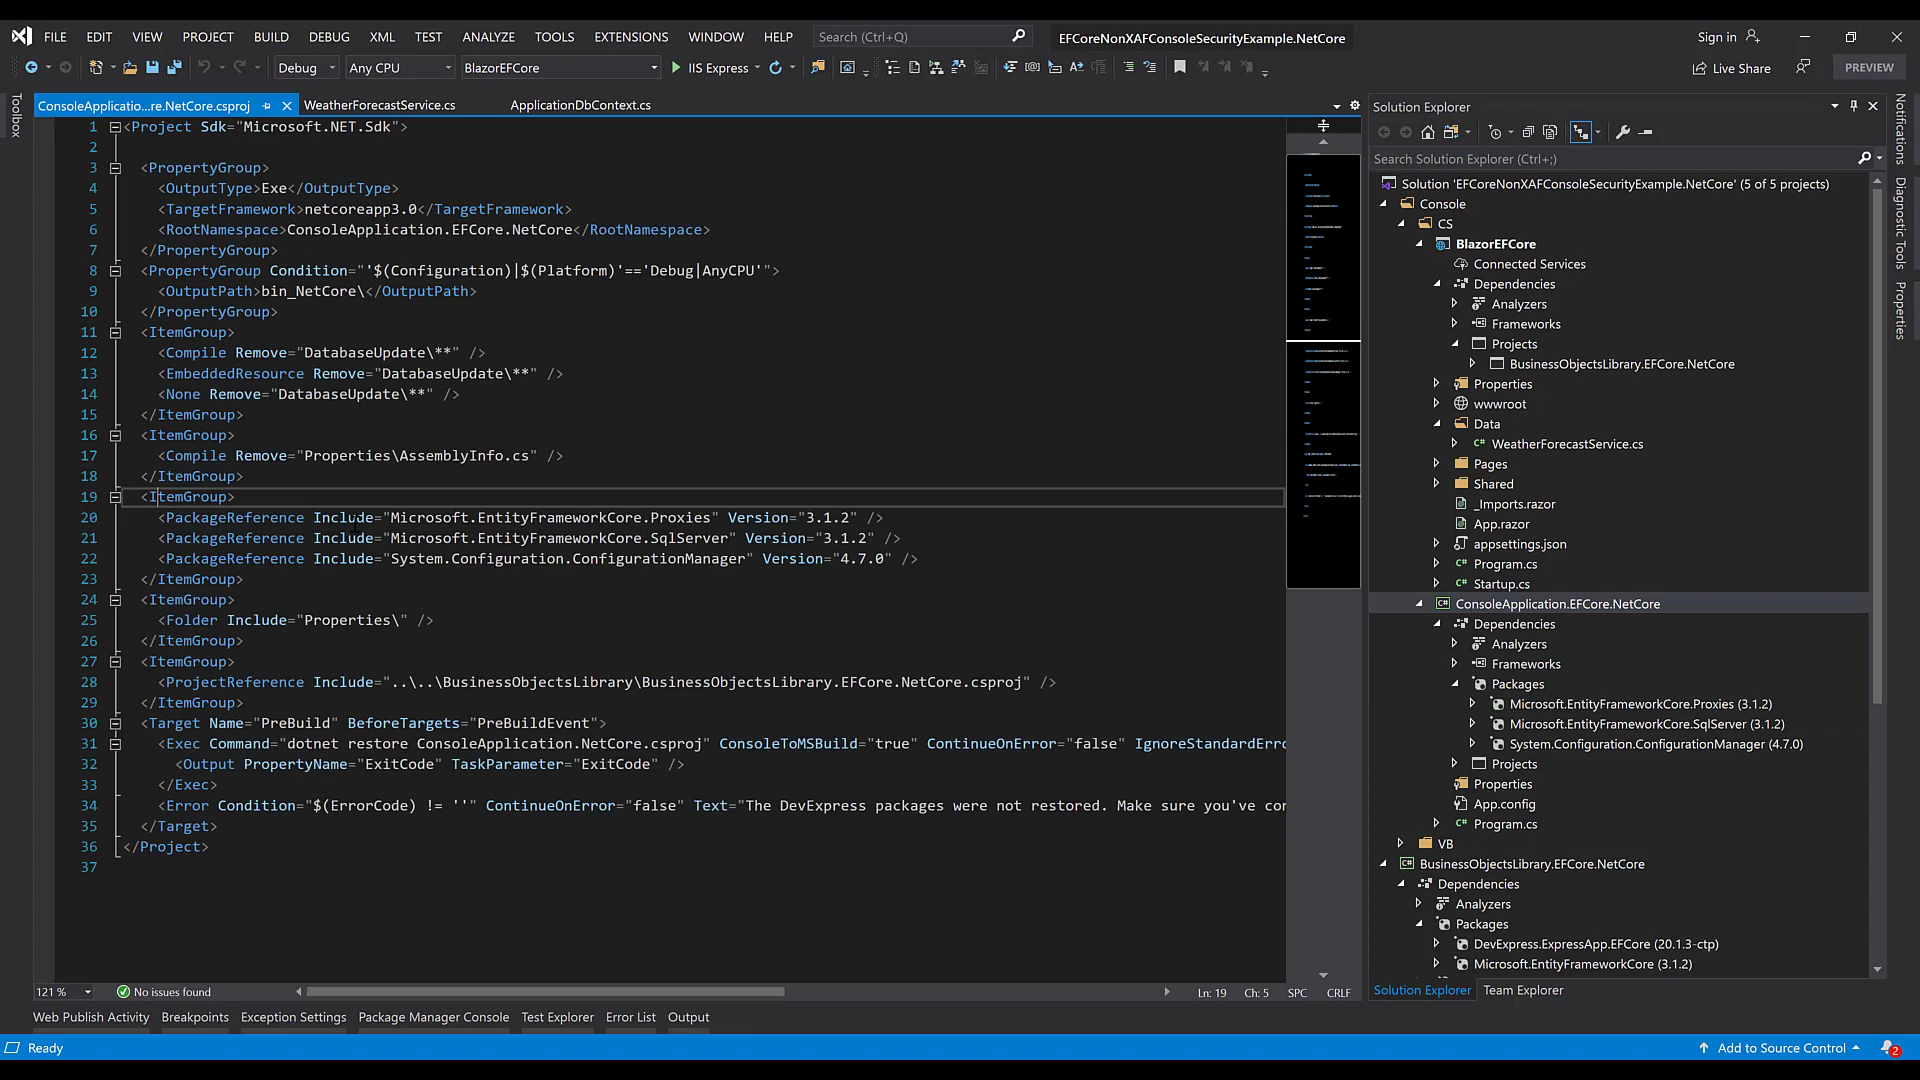 FILE EDIT VIEW PROJECT BUILD DEBUG XML TEST ANALYZE TOOLS EXTENSIONS WINDOW HELP Search (Ctrl+Q) EFCoreNonXAFConsoleSecurityExample.NetCore Sign in
Debug Any CPU BlazorEFCore IIS Express Live Share PREVIEW
Toolbox
ConsoleApplicatio...re.NetCore.csproj WeatherForecastService.cs ApplicationDbContext.cs
1 <Project Sdk="Microsoft.NET.Sdk">
2
3 <PropertyGroup>
4 <OutputType>Exe</OutputType>
5 <TargetFramework>netcoreapp3.0</TargetFramework>
6 <RootNamespace>ConsoleApplication.EFCore.NetCore</RootNamespace>
7 </PropertyGroup>
8 <PropertyGroup Condition="'$(Configuration)|$(Platform)'=='Debug|AnyCPU'">
9 <OutputPath>bin_NetCore\</OutputPath>
10 </PropertyGroup>
11 <ItemGroup>
12 <Compile Remove="DatabaseUpdate\**" />
13 <EmbeddedResource Remove="DatabaseUpdate\**" />
14 <None Remove="DatabaseUpdate\**" />
15 </ItemGroup>
16 <ItemGroup>
17 <Compile Remove="Properties\AssemblyInfo.cs" />
18 </ItemGroup>
19 <ItemGroup>
20 <PackageReference Include="Microsoft.EntityFrameworkCore.Proxies" Version="3.1.2" />
21 <PackageReference Include="Microsoft.EntityFrameworkCore.SqlServer" Version="3.1.2" />
22 <PackageReference Include="System.Configuration.ConfigurationManager" Version="4.7.0" />
23 </ItemGroup>
24 <ItemGroup>
25 <Folder Include="Properties\" />
26 </ItemGroup>
27 <ItemGroup>
28 <ProjectReference Include="..\..\BusinessObjectsLibrary\BusinessObjectsLibrary.EFCore.NetCore.csproj" />
29 </ItemGroup>
30 <Target Name="PreBuild" BeforeTargets="PreBuildEvent">
31 <Exec Command="dotnet restore ConsoleApplication.NetCore.csproj" ConsoleToMSBuild="true" ContinueOnError="false" IgnoreStandardErro
32 <Output PropertyName="ExitCode" TaskParameter="ExitCode" />
33 </Exec>
34 <Error Condition="$(ErrorCode) != ''" ContinueOnError="false" Text="The DevExpress packages were not restored. Make sure you've cor
35 </Target>
36 </Project>
37
121 % No issues found Ln: 19 Ch: 5 SPC CRLF
Solution Explorer
Search Solution Explorer (Ctrl+;)
Solution 'EFCoreNonXAFConsoleSecurityExample.NetCore' (5 of 5 projects)
Console
CS
BlazorEFCore
Connected Services
Dependencies
Analyzers
Frameworks
Projects
BusinessObjectsLibrary.EFCore.NetCore
Properties
wwwroot
Data
C# WeatherForecastService.cs
Pages
Shared
_Imports.razor
App.razor
appsettings.json
C# Program.cs
C# Startup.cs
C# ConsoleApplication.EFCore.NetCore
Dependencies
Analyzers
Frameworks
Packages
Microsoft.EntityFrameworkCore.Proxies (3.1.2)
Microsoft.EntityFrameworkCore.SqlServer (3.1.2)
System.Configuration.ConfigurationManager (4.7.0)
Projects
Properties
App.config
C# Program.cs
VB
C# BusinessObjectsLibrary.EFCore.NetCore
Dependencies
Analyzers
Packages
DevExpress.ExpressApp.EFCore (20.1.3-ctp)
Microsoft.EntityFrameworkCore (3.1.2)
Solution Explorer Team Explorer
Notifications
Diagnostic Tools
Properties
Web Publish Activity Breakpoints Exception Settings Package Manager Console Test Explorer Error List Output
Ready Add to Source Control 2